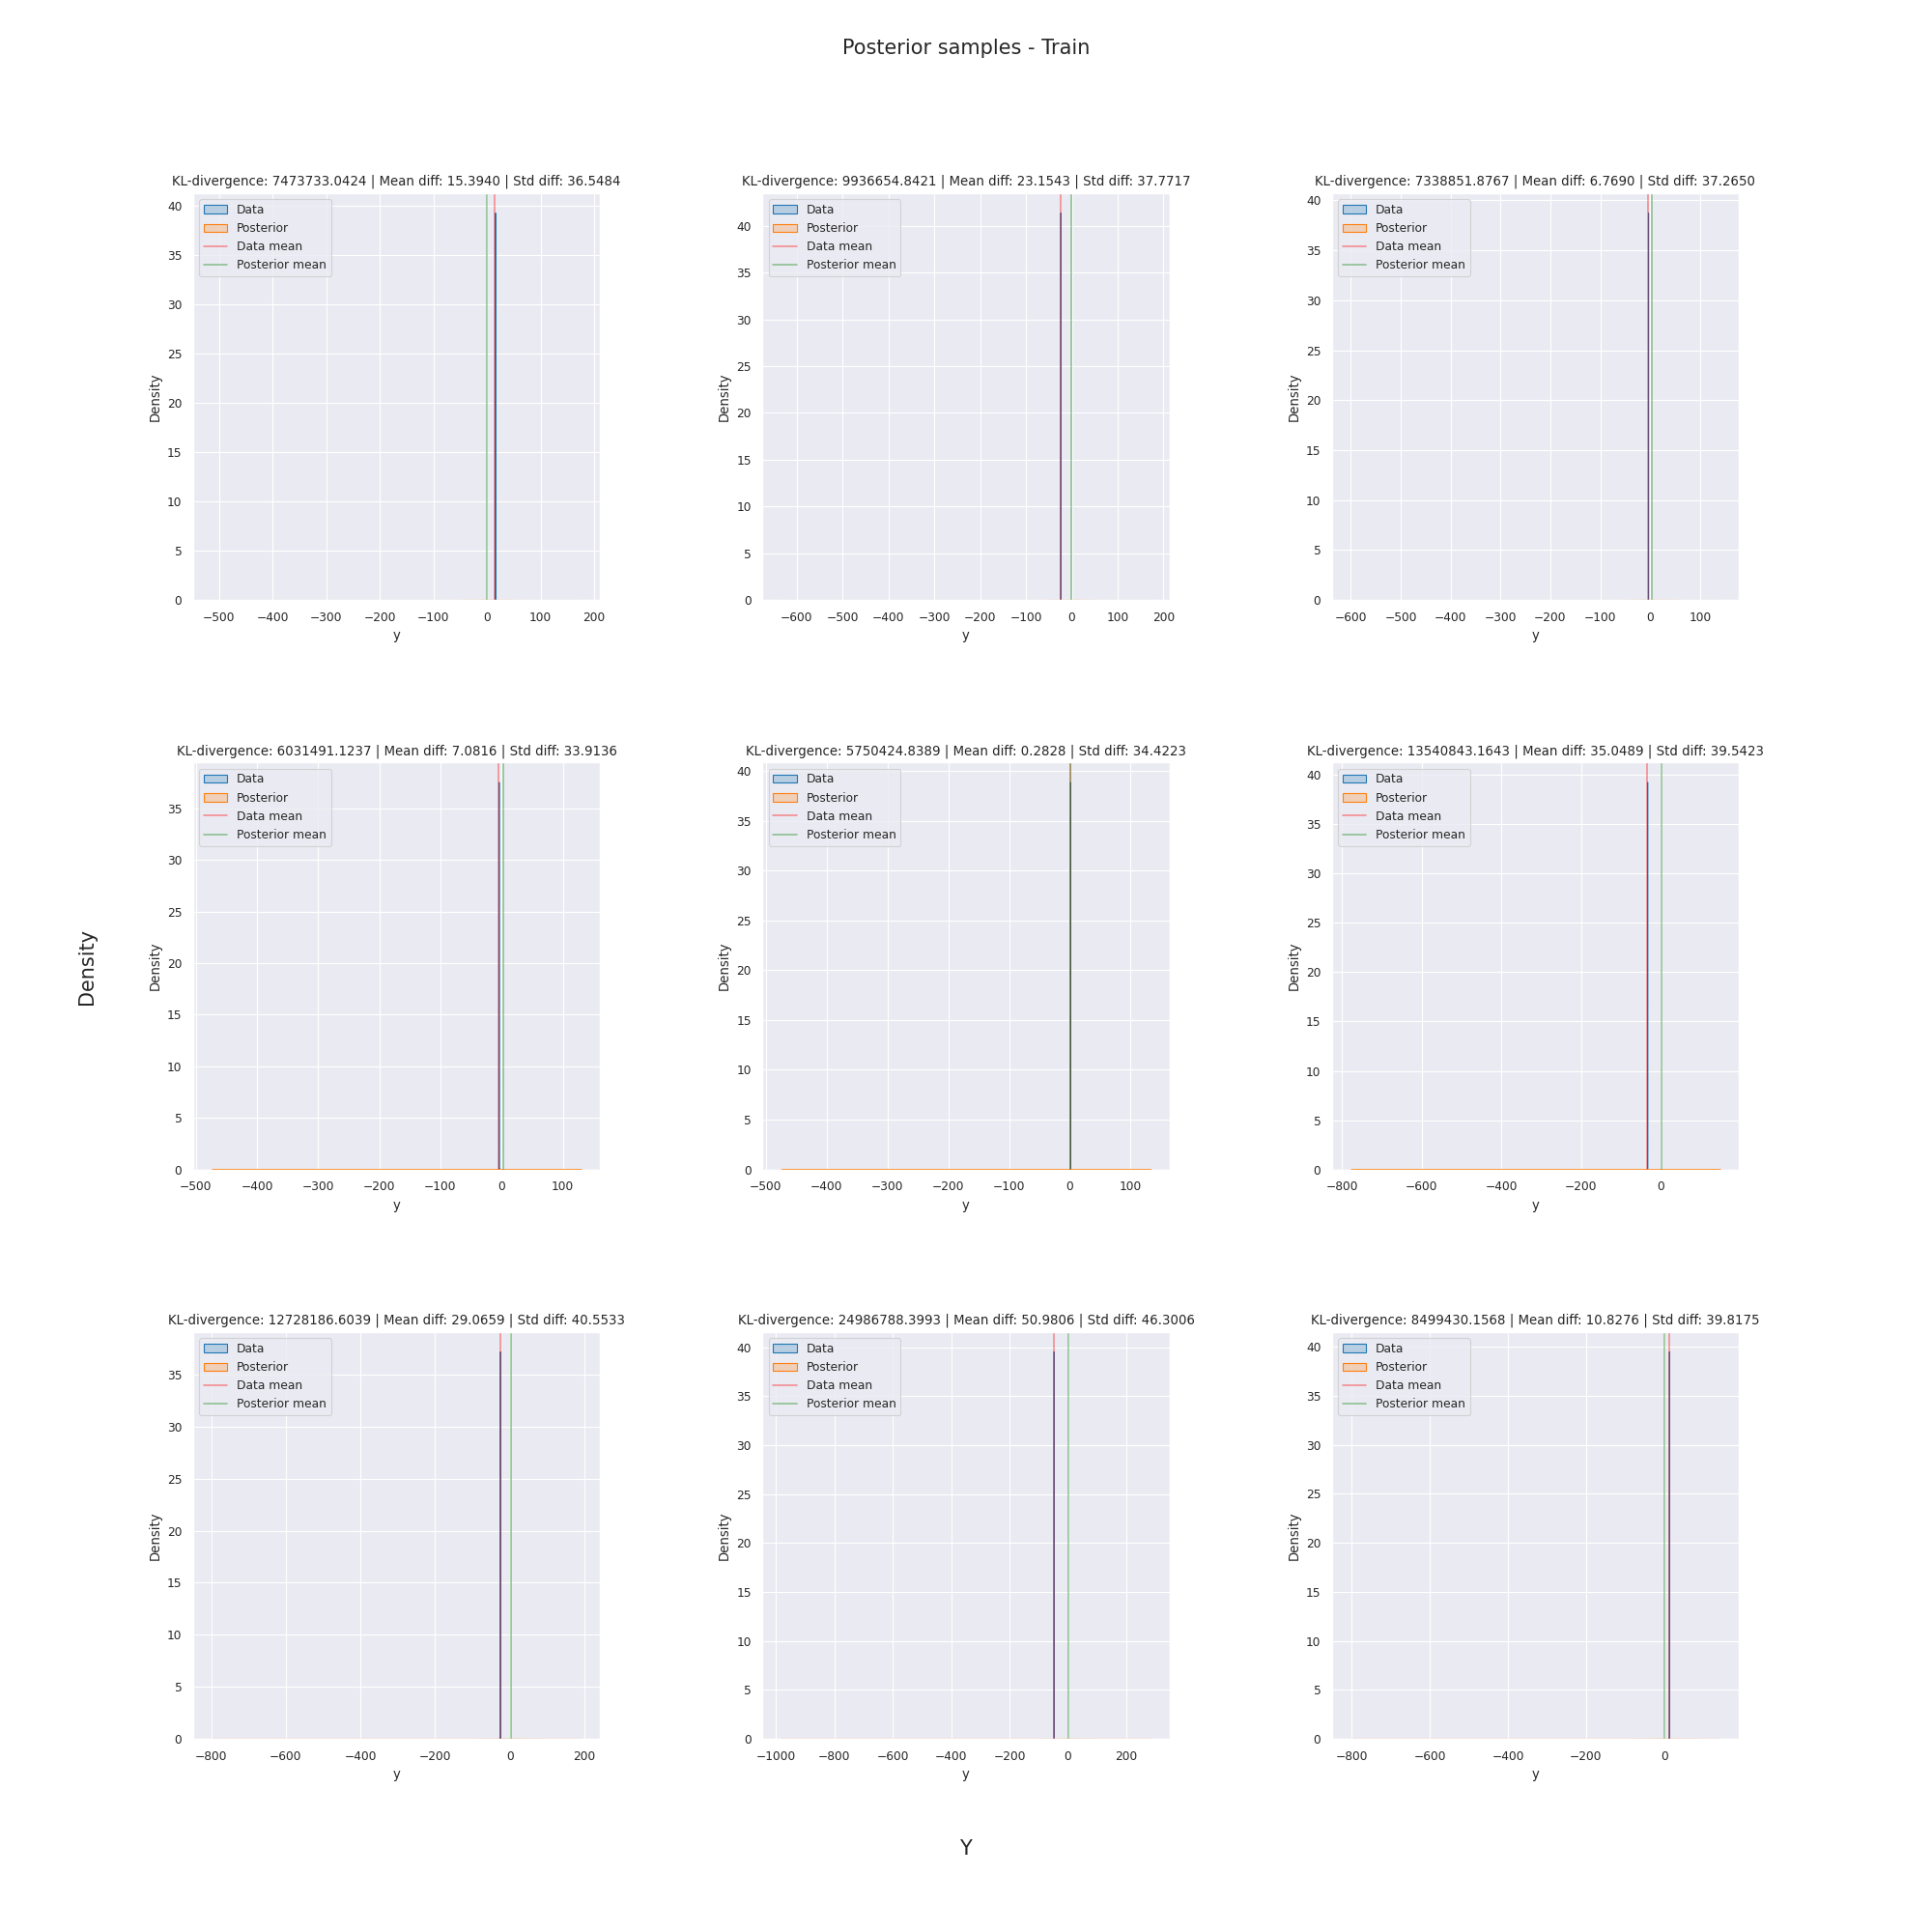 Posterior samples - Train
KL-divergence: 7473733.0424 | Mean diff: 15.3940 | Std diff: 36.5484
Data
Posterior
Data mean
Posterior mean
40
35
30
25
20
15
10
5
0
Density
−500 −400 −300 −200 −100 0 100 200
y
KL-divergence: 9936654.8421 | Mean diff: 23.1543 | Std diff: 37.7717
Data
Posterior
Data mean
Posterior mean
40
35
30
25
20
15
10
5
0
Density
−600 −500 −400 −300 −200 −100 0 100 200
y
KL-divergence: 7338851.8767 | Mean diff: 6.7690 | Std diff: 37.2650
Data
Posterior
Data mean
Posterior mean
40
35
30
25
20
15
10
5
0
Density
−600 −500 −400 −300 −200 −100 0 100
y
Density
KL-divergence: 6031491.1237 | Mean diff: 7.0816 | Std diff: 33.9136
Data
Posterior
Data mean
Posterior mean
35
30
25
20
15
10
5
0
Density
−500 −400 −300 −200 −100 0 100
y
KL-divergence: 5750424.8389 | Mean diff: 0.2828 | Std diff: 34.4223
Data
Posterior
Data mean
Posterior mean
40
35
30
25
20
15
10
5
0
Density
−500 −400 −300 −200 −100 0 100
y
KL-divergence: 13540843.1643 | Mean diff: 35.0489 | Std diff: 39.5423
Data
Posterior
Data mean
Posterior mean
40
35
30
25
20
15
10
5
0
Density
−800 −600 −400 −200 0
y
KL-divergence: 12728186.6039 | Mean diff: 29.0659 | Std diff: 40.5533
Data
Posterior
Data mean
Posterior mean
35
30
25
20
15
10
5
0
Density
−800 −600 −400 −200 0 200
y
KL-divergence: 24986788.3993 | Mean diff: 50.9806 | Std diff: 46.3006
Data
Posterior
Data mean
Posterior mean
40
35
30
25
20
15
10
5
0
Density
−1000 −800 −600 −400 −200 0 200
y
KL-divergence: 8499430.1568 | Mean diff: 10.8276 | Std diff: 39.8175
Data
Posterior
Data mean
Posterior mean
40
35
30
25
20
15
10
5
0
Density
−800 −600 −400 −200 0
y
Y